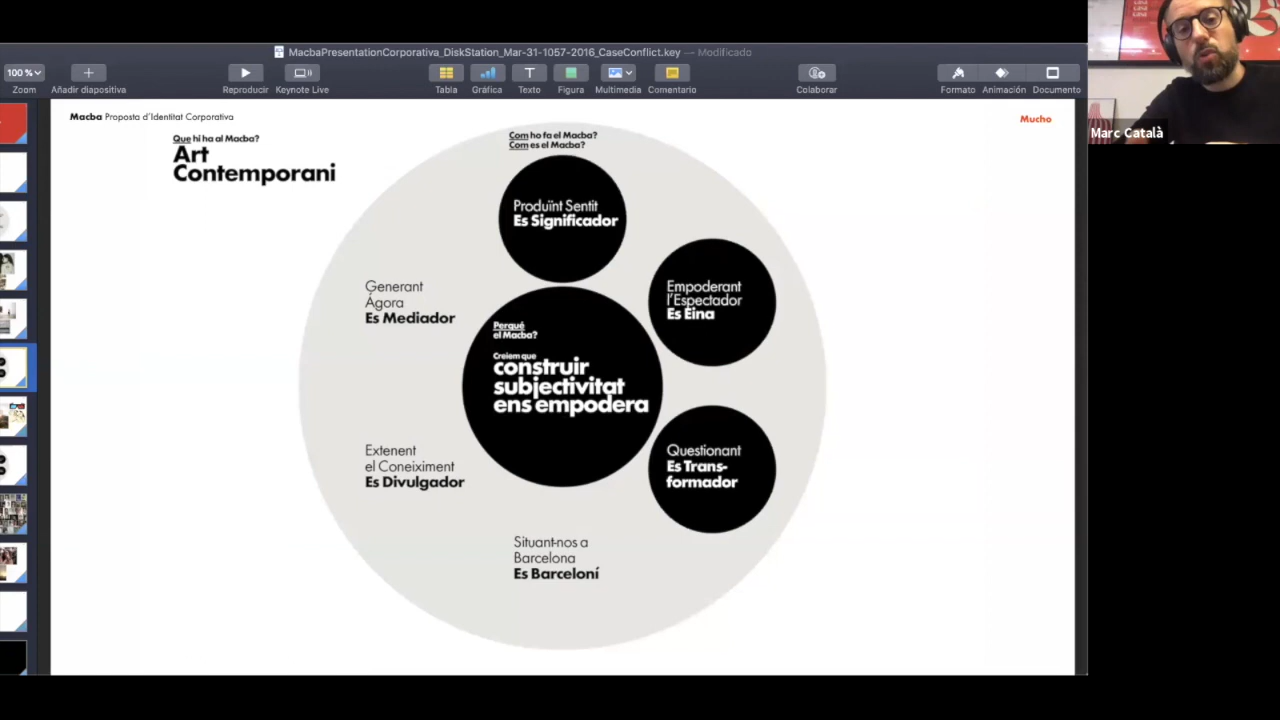 MacbaPresentationCorporativa_DiskStation_Mar-31-1057-2016_CaseConflict.key — Modificado
100 %
Zoom
Añadir diapositiva
Reproducir
Keynote Live
Tabla
Gráfica
Texto
Figura
Multimedia
Comentario
Colaborar
Formato
Animación
Documento
Marc Català
Macba Proposta d'Identitat Corporativa
Mucho
Que hi ha al Macba?
Art
Contemporani
Com ho fa el Macba?
Com es el Macba?
Produïnt Sentit
Es Significador
Empoderant
l'Espectador
Es Eina
Generant
Ágora
Es Mediador
Perqué
el Macba?
Creiem que
construir
subjectivitat
ens empodera
Questionant
Es Trans-
formador
Extenent
el Coneiximent
Es Divulgador
Situant-nos a
Barcelona
Es Barceloní